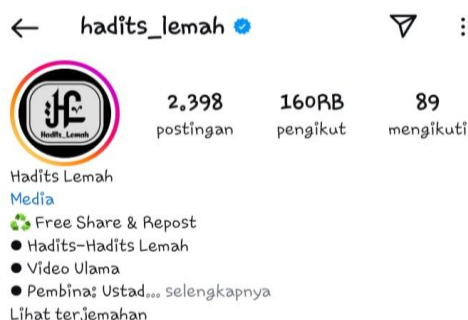 hadits_lemah
Hadits_Lemah
2.398 160RB 89
postingan pengikut mengikuti
Hadits Lemah
Media
Free Share & Repost
● Hadits-Hadits Lemah
● Video Ulama
● Pembina: Ustad... selengkapnya
Lihat terjemahan